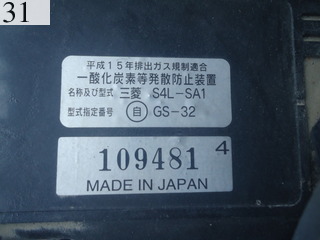 31
平成15年排出ガス規制適合
一酸化炭素等発散防止装置
名称及び型式 三菱 S4L-SA1
型式指定番号 自 GS-32
109481 4
MADE IN JAPAN